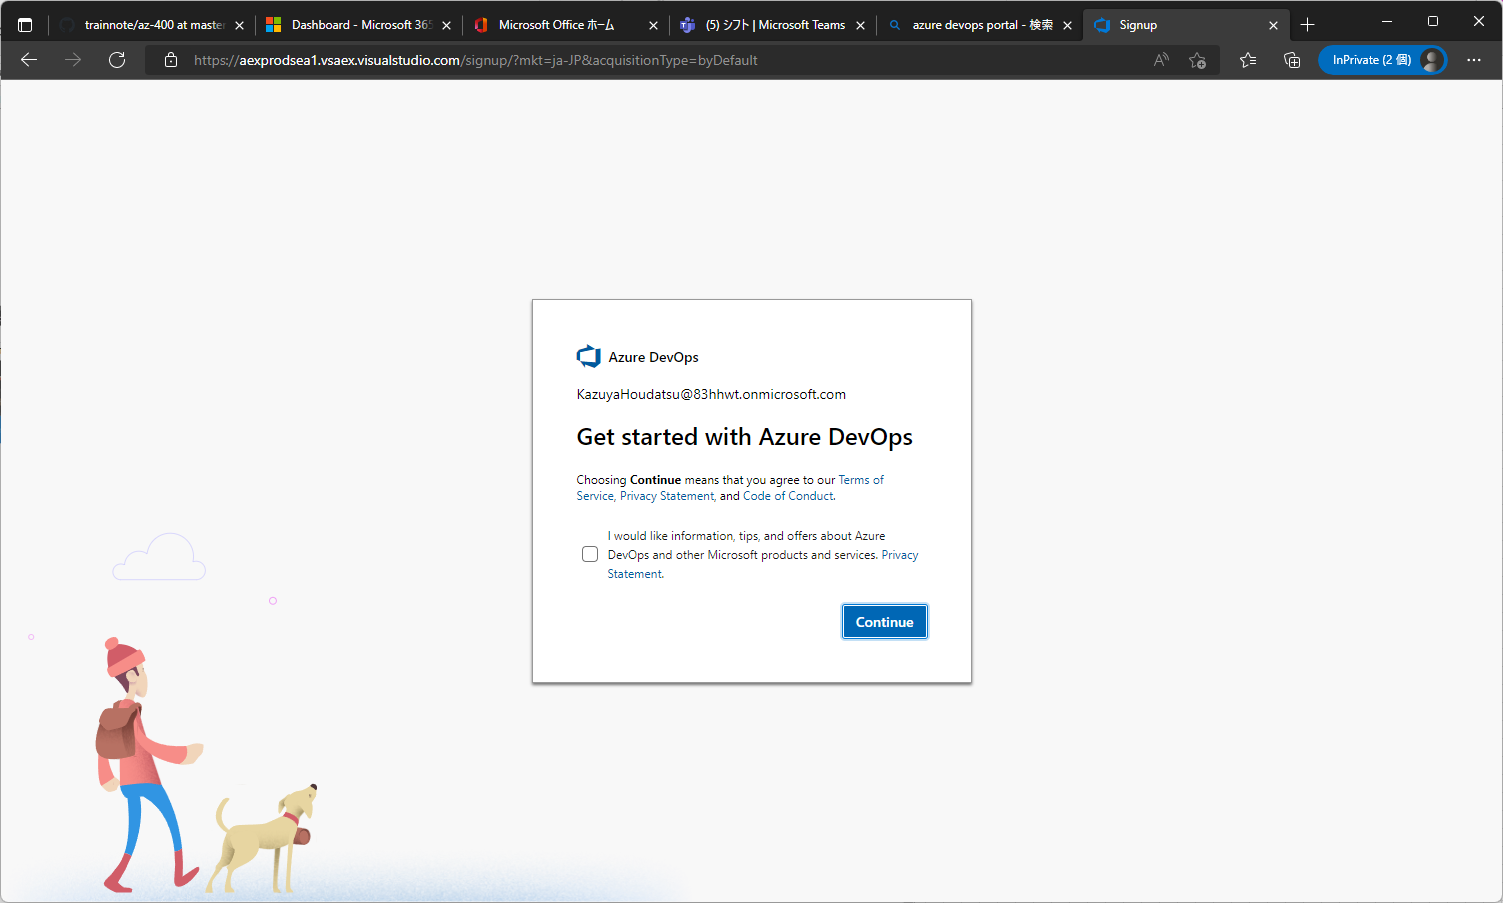 trainnote/az-400 at master
Dashboard - Microsoft 365
Microsoft Office ホーム
(5) シフト | Microsoft Teams
azure devops portal - 検索
Signup
https://aexprodsea1.vsaex.visualstudio.com/signup/?mkt=ja-JP&acquisitionType=byDefault
InPrivate (2 個)
Azure DevOps
KazuyaHoudatsu@83hhwt.onmicrosoft.com
Get started with Azure DevOps
Choosing Continue means that you agree to our Terms of
Service, Privacy Statement, and Code of Conduct.
I would like information, tips, and offers about Azure
DevOps and other Microsoft products and services. Privacy
Statement.
Continue